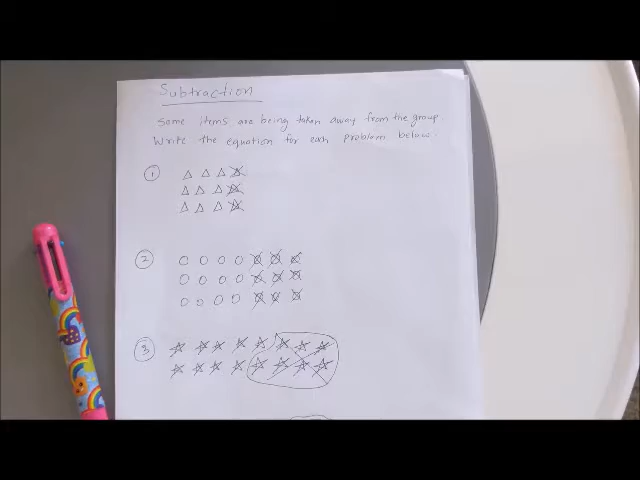 Subtraction
Some items are being taken away from the group.
Write the equation for each problem below.
1
2
3